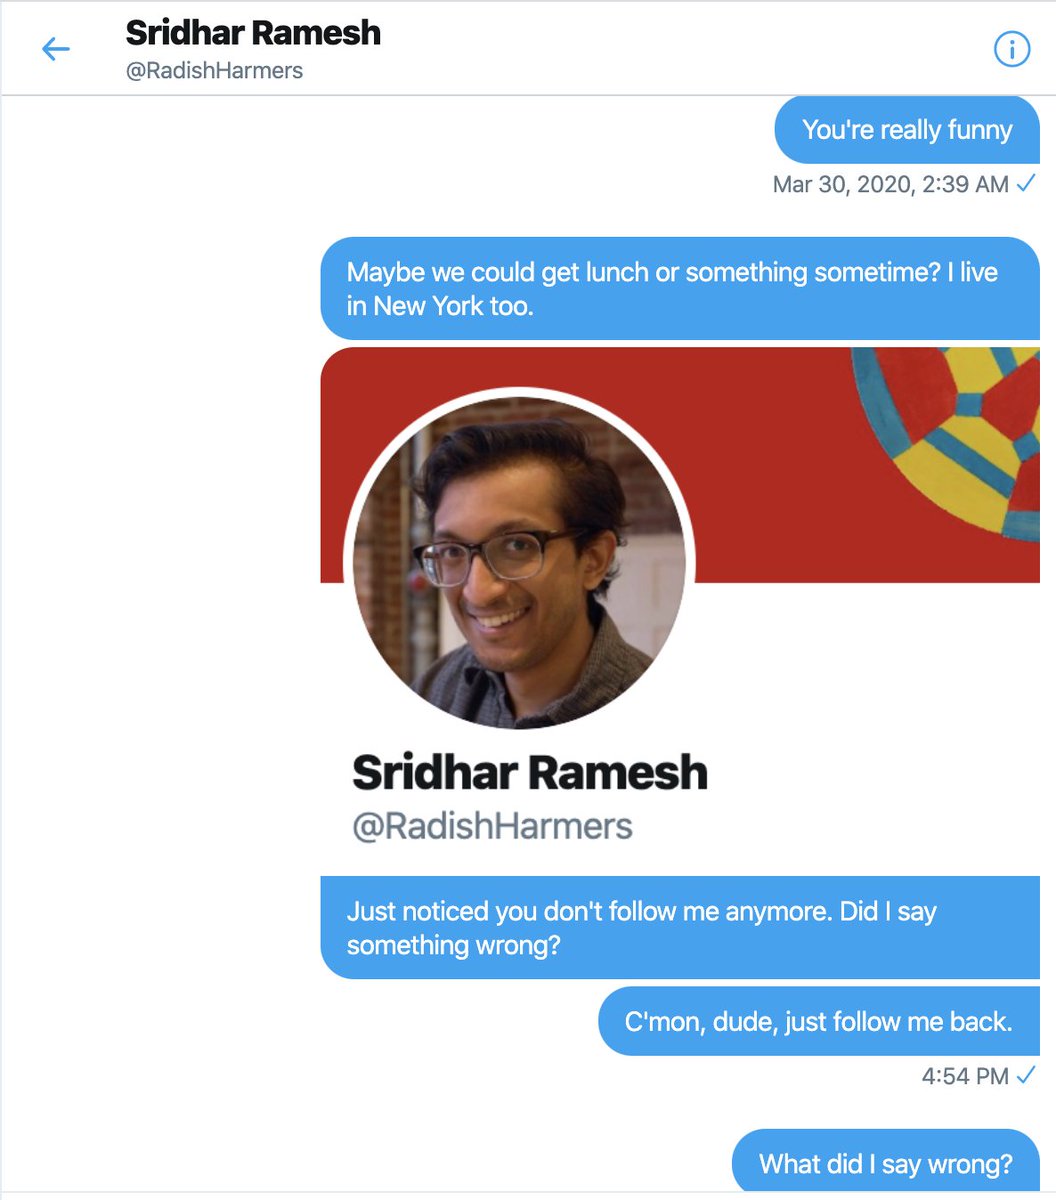 Sridhar Ramesh
@RadishHarmers
You're really funny
Mar 30, 2020, 2:39 AM
Maybe we could get lunch or something sometime? I live
in New York too.
Sridhar Ramesh
@RadishHarmers
Just noticed you don't follow me anymore. Did I say
something wrong?
C'mon, dude, just follow me back.
4:54 PM
What did I say wrong?